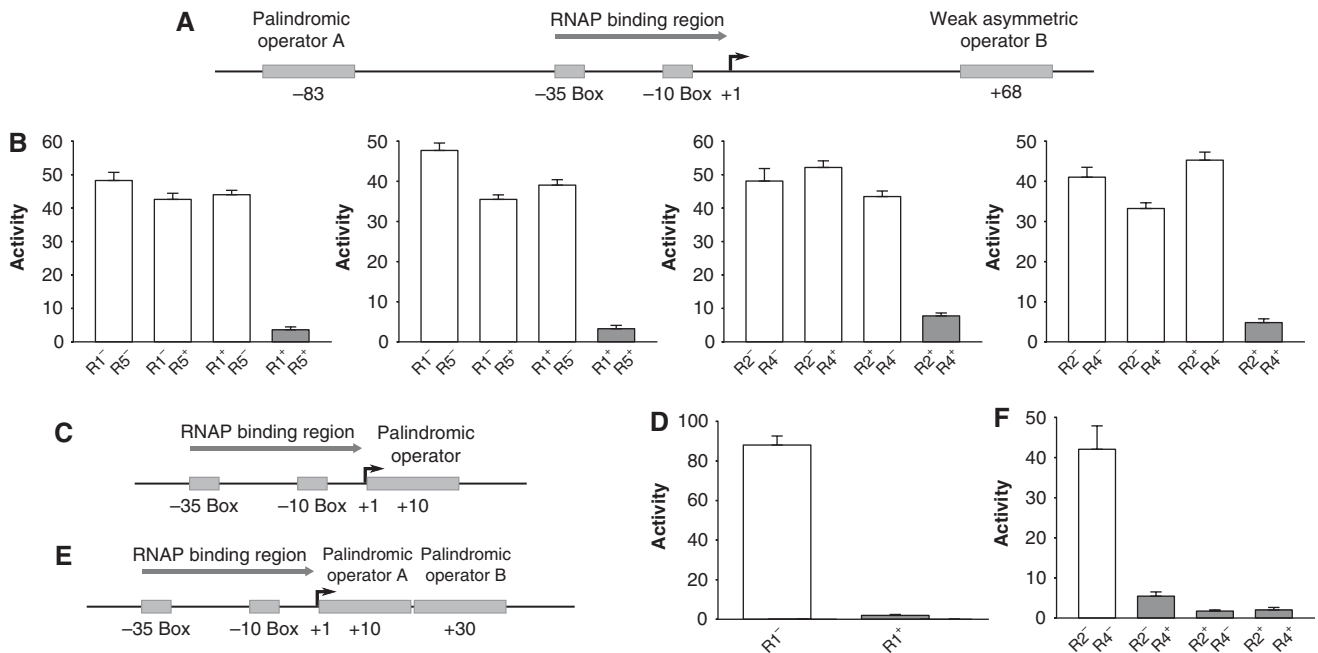 A
Palindromic
operator A
RNAP binding region
Weak asymmetric
operator B
–83
–35 Box
–10 Box
+1
+68
B
Activity
60
50
40
30
20
10
0
R1– R5–
R1– R5+
R1+ R5–
R1+ R5+
Activity
50
40
30
20
10
0
R1– R5–
R1– R5+
R1+ R5–
R1+ R5+
Activity
60
50
40
30
20
10
0
R2– R4–
R2– R4+
R2+ R4–
R2+ R4+
Activity
50
40
30
20
10
0
R2– R4–
R2– R4+
R2+ R4–
R2+ R4+
C
RNAP binding region
Palindromic
operator
–35 Box
–10 Box
+1
+10
E
RNAP binding region
Palindromic
operator A
Palindromic
operator B
–35 Box
–10 Box
+1
+10
+30
D
Activity
100
80
60
40
20
0
R1–
R1+
F
Activity
50
40
30
20
10
0
R2– R4–
R2– R4+
R2+ R4–
R2+ R4+